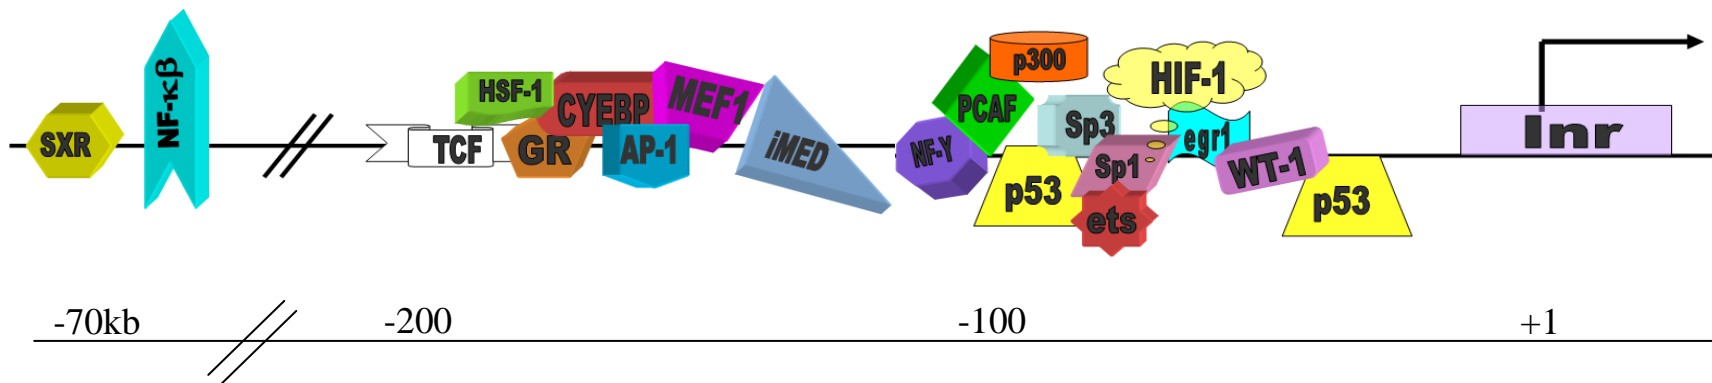 SXR
NF-κβ
HSF-1
TCF
GR
CYEBP
AP-1
MEF1
iMED
NF-Y
PCAF
p300
p53
Sp3
Sp1
ets
HIF-1
egr1
WT-1
p53
Inr
-70kb
-200
-100
+1